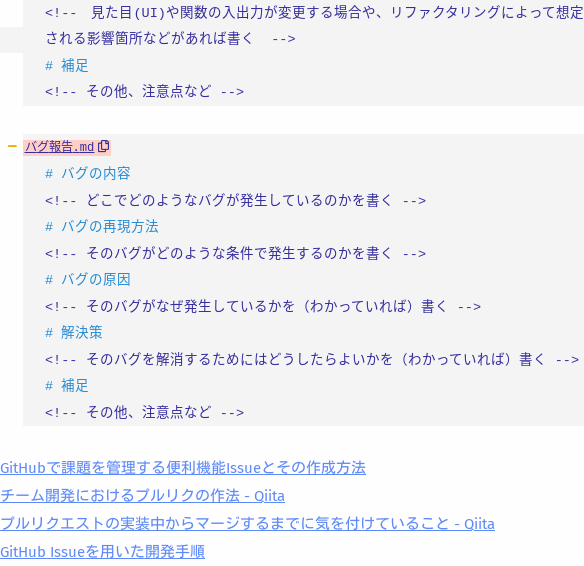 <!--　見た目(UI)や関数の入出力が変更する場合や、リファクタリングによって想定
される影響箇所などがあれば書く　-->
# 補足
<!-- その他、注意点など -->
バグ報告.md
# バグの内容
<!-- どこでどのようなバグが発生しているのかを書く -->
# バグの再現方法
<!-- そのバグがどのような条件で発生するのかを書く -->
# バグの原因
<!-- そのバグがなぜ発生しているかを（わかっていれば）書く -->
# 解決策
<!-- そのバグを解消するためにはどうしたらよいかを（わかっていれば）書く -->
# 補足
<!-- その他、注意点など -->
GitHubで課題を管理する便利機能Issueとその作成方法
チーム開発におけるプルリクの作法 - Qiita
プルリクエストの実装中からマージするまでに気を付けていること - Qiita
GitHub Issueを用いた開発手順